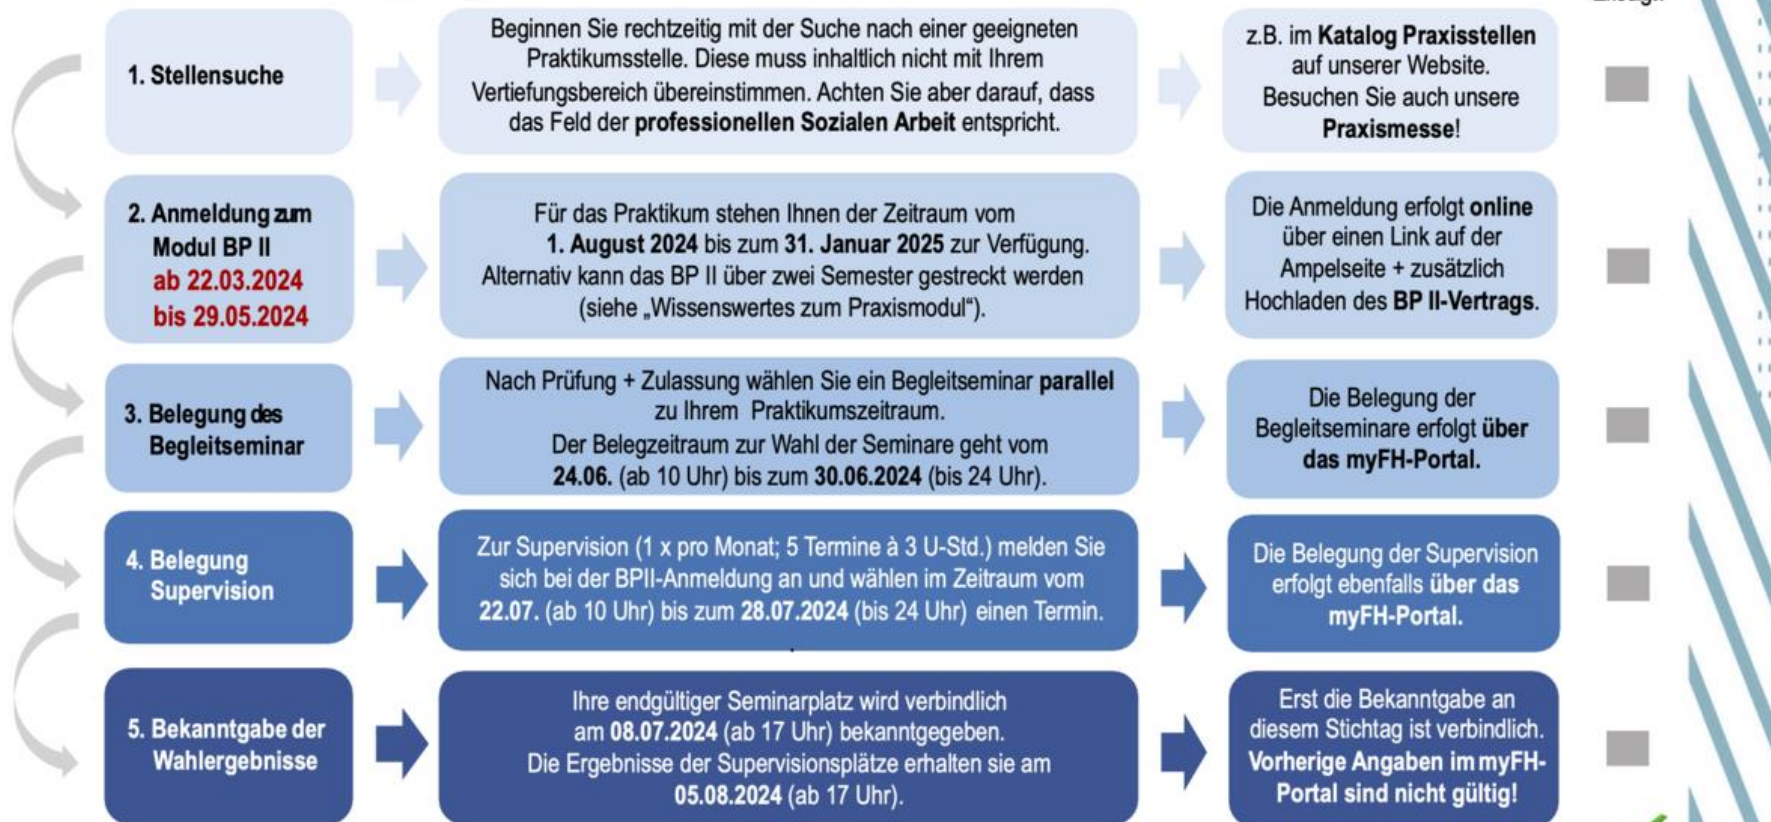 1. Stellensuche
Beginnen Sie rechtzeitig mit der Suche nach einer geeigneten
Praktikumsstelle. Diese muss inhaltlich nicht mit Ihrem
Vertiefungsbereich übereinstimmen. Achten Sie aber darauf, dass
das Feld der professionellen Sozialen Arbeit entspricht.
z.B. im Katalog Praxisstellen
auf unserer Website.
Besuchen Sie auch unsere
Praxismesse!
2. Anmeldung zum
Modul BP II
ab 22.03.2024
bis 29.05.2024
Für das Praktikum stehen Ihnen der Zeitraum vom
1. August 2024 bis zum 31. Januar 2025 zur Verfügung.
Alternativ kann das BP II über zwei Semester gestreckt werden
(siehe „Wissenswertes zum Praxismodul“).
Die Anmeldung erfolgt online
über einen Link auf der
Ampelseite + zusätzlich
Hochladen des BP II-Vertrags.
3. Belegung des
Begleitseminar
Nach Prüfung + Zulassung wählen Sie ein Begleitseminar parallel
zu Ihrem Praktikumszeitraum.
Der Belegzeitraum zur Wahl der Seminare geht vom
24.06. (ab 10 Uhr) bis zum 30.06.2024 (bis 24 Uhr).
Die Belegung der
Begleitseminare erfolgt über
das myFH-Portal.
4. Belegung
Supervision
Zur Supervision (1 x pro Monat; 5 Termine à 3 U-Std.) melden Sie
sich bei der BPII-Anmeldung an und wählen im Zeitraum vom
22.07. (ab 10 Uhr) bis zum 28.07.2024 (bis 24 Uhr) einen Termin.
Die Belegung der Supervision
erfolgt ebenfalls über das
myFH-Portal.
5. Bekanntgabe der
Wahlergebnisse
Ihre endgültiger Seminarplatz wird verbindlich
am 08.07.2024 (ab 17 Uhr) bekanntgegeben.
Die Ergebnisse der Supervisionsplätze erhalten sie am
05.08.2024 (ab 17 Uhr).
Erst die Bekanntgabe an
diesem Stichtag ist verbindlich.
Vorherige Angaben im myFH-
Portal sind nicht gültig!